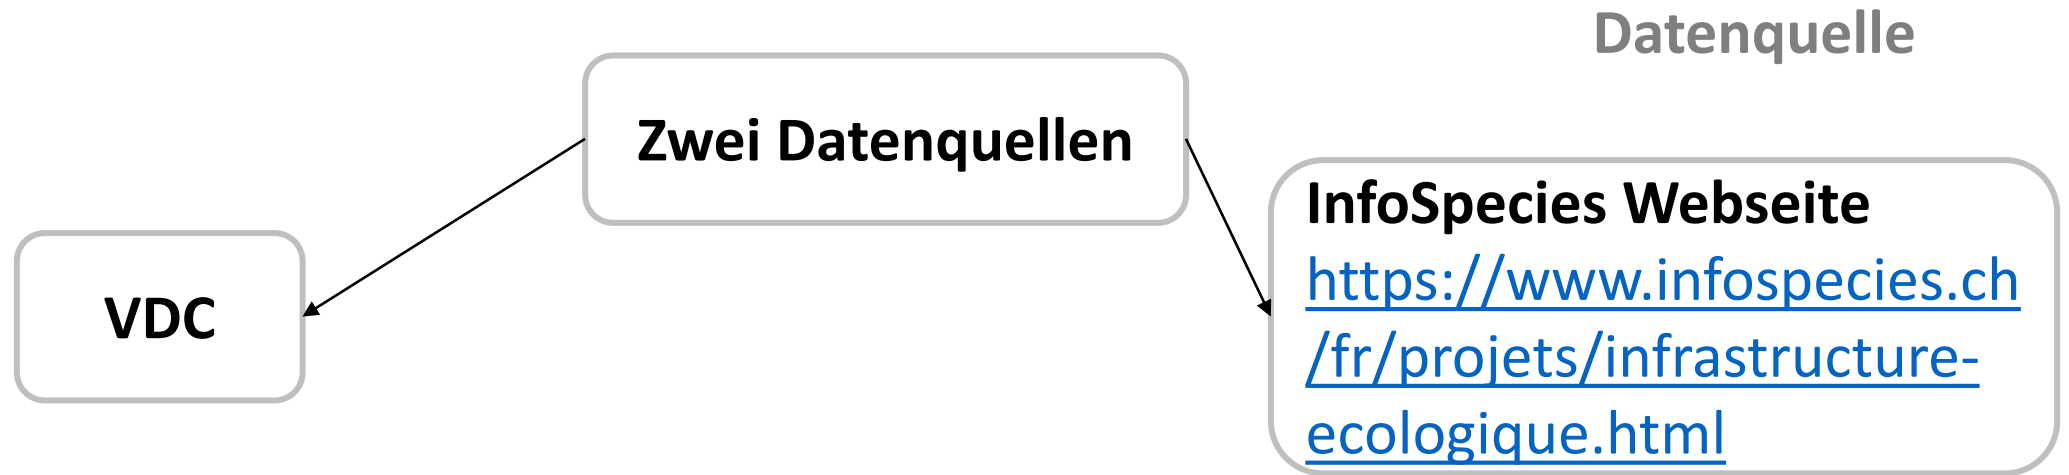 Datenquelle
Zwei Datenquellen
VDC
InfoSpecies Webseite
https://www.infospecies.ch
/fr/projets/infrastructure-
ecologique.html